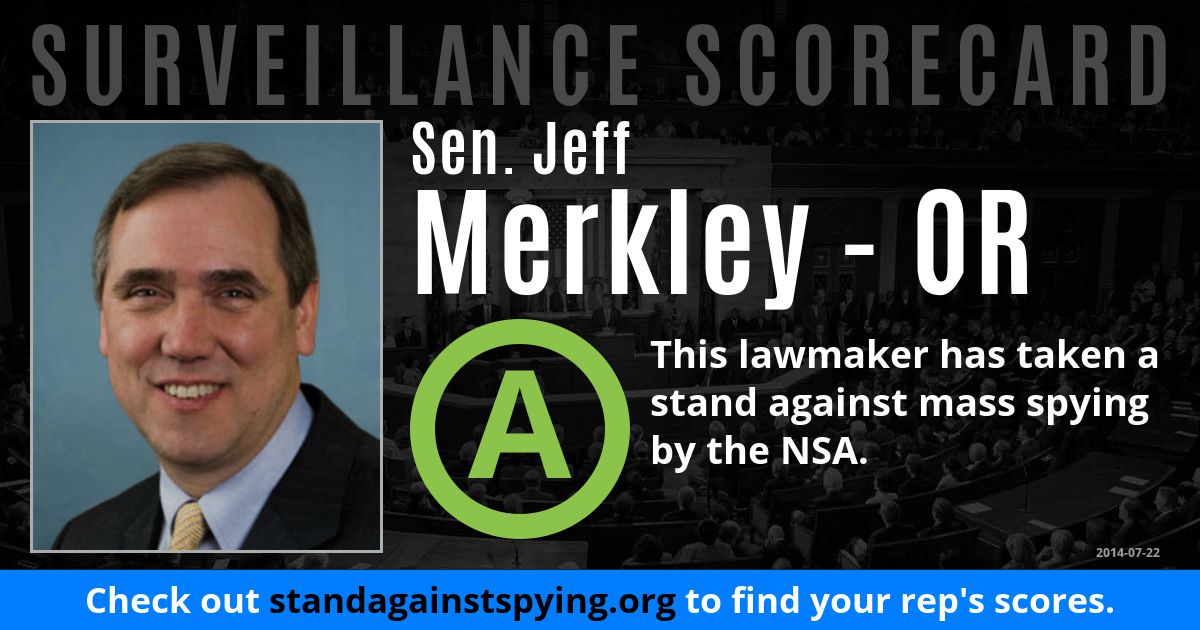 SURVEILLANCE SCORECARD
Sen. Jeff
Merkley - OR
A
This lawmaker has taken a
stand against mass spying
by the NSA.
2014-07-22
Check out standagainstspying.org to find your rep's scores.